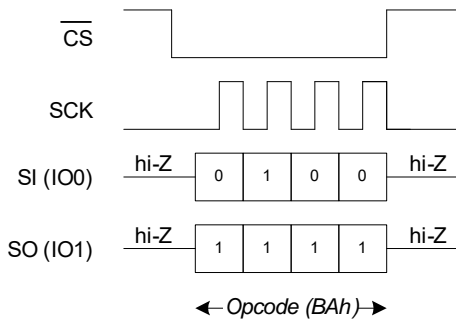 CS
SCK
hi-Z 0 1 0 0 hi-Z
SI (IO0)
hi-Z 1 1 1 1 hi-Z
SO (IO1)
Opcode (BAh)